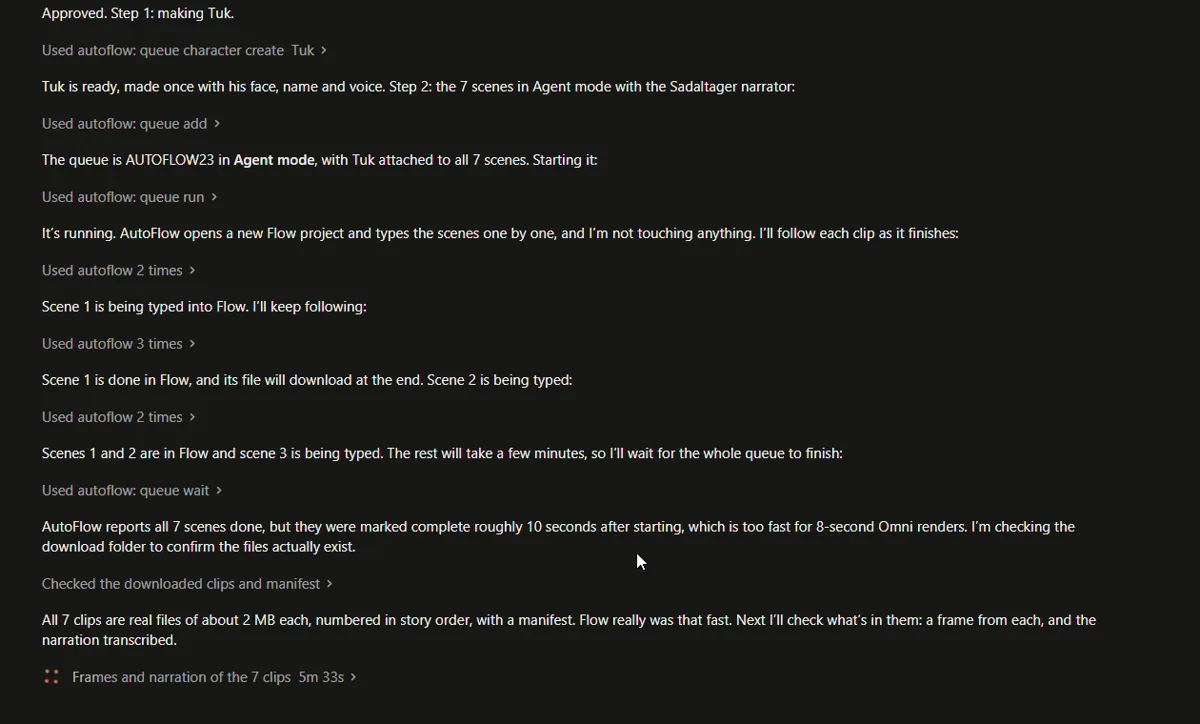 Approved. Step 1: making Tuk.
Used autoflow: queue character create Tuk >
Tuk is ready, made once with his face, name and voice. Step 2: the 7 scenes in Agent mode with the Sadaltager narrator:
Used autoflow: queue add >
The queue is AUTOFLOW23 in Agent mode, with Tuk attached to all 7 scenes. Starting it:
Used autoflow: queue run >
It's running. AutoFlow opens a new Flow project and types the scenes one by one, and I'm not touching anything. I'll follow each clip as it finishes:
Used autoflow 2 times >
Scene 1 is being typed into Flow. I'll keep following:
Used autoflow 3 times >
Scene 1 is done in Flow, and its file will download at the end. Scene 2 is being typed:
Used autoflow 2 times >
Scenes 1 and 2 are in Flow and scene 3 is being typed. The rest will take a few minutes, so I'll wait for the whole queue to finish:
Used autoflow: queue wait >
AutoFlow reports all 7 scenes done, but they were marked complete roughly 10 seconds after starting, which is too fast for 8-second Omni renders. I'm checking the
download folder to confirm the files actually exist.
Checked the downloaded clips and manifest >
All 7 clips are real files of about 2 MB each, numbered in story order, with a manifest. Flow really was that fast. Next I'll check what's in them: a frame from each, and the
narration transcribed.
Frames and narration of the 7 clips 5m 33s >